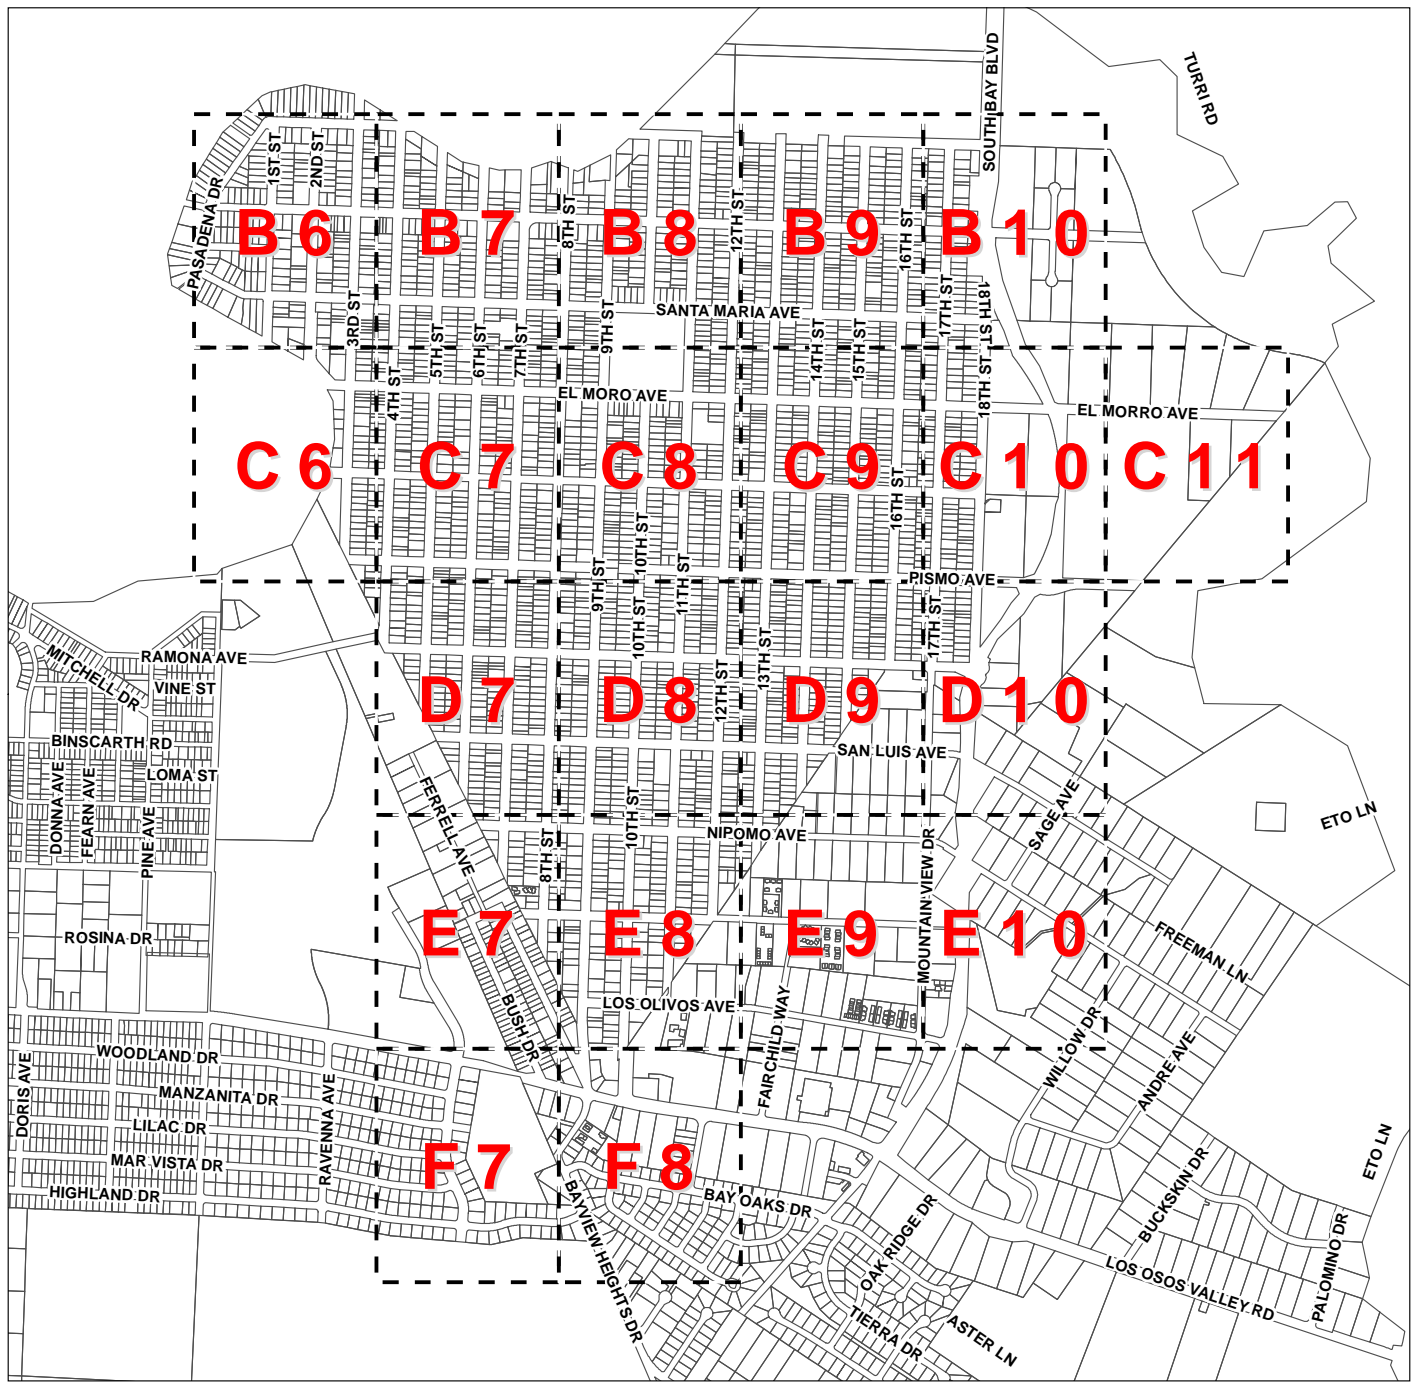 SOUTH BAY BLVD
TURRI RD
1ST ST
2ND ST
PASADENA DR
8TH ST
12TH ST
16TH ST
B 6
B 7
B 8
B 9
B 10
3RD ST
5TH ST
6TH ST
7TH ST
9TH ST
SANTA MARIA AVE
14TH ST
15TH ST
17TH ST
18TH ST
4TH ST
EL MORO AVE
18TH ST
EL MORRO AVE
C 6
C 7
C 8
C 9
C 10
C 11
16TH ST
10TH ST
9TH ST
11TH ST
PISMO AVE
10TH ST
13TH ST
17TH ST
RAMONA AVE
MITCHELL DR
VINE ST
12TH ST
D 7
D 8
D 9
D 10
BINSCARTH RD
SAN LUIS AVE
LOMA ST
DONNA AVE
FEARN AVE
PINE AVE
FERRELL AVE
10TH ST
8TH ST
NIPOMO AVE
SAGE AVE
ETO LN
MOUNTAIN VIEW DR
E 7
E 8
E 9
E 10
ROSINA DR
FREEMAN LN
BUSH DR
LOS OLIVOS AVE
FAIRCHILD WAY
WILLOW DR
ANDRE AVE
WOODLAND DR
DORIS AVE
MANZANITA DR
RAVENNA AVE
LILAC DR
MAR VISTA DR
HIGHLAND DR
F 7
F 8
BAYVIEW HEIGHTS DR
BAY OAKS DR
OAK RIDGE DR
BUCKSKIN DR
ETO LN
PALOMINO DR
LOS OSOS VALLEY RD
TIERRA DR
ASTER LN